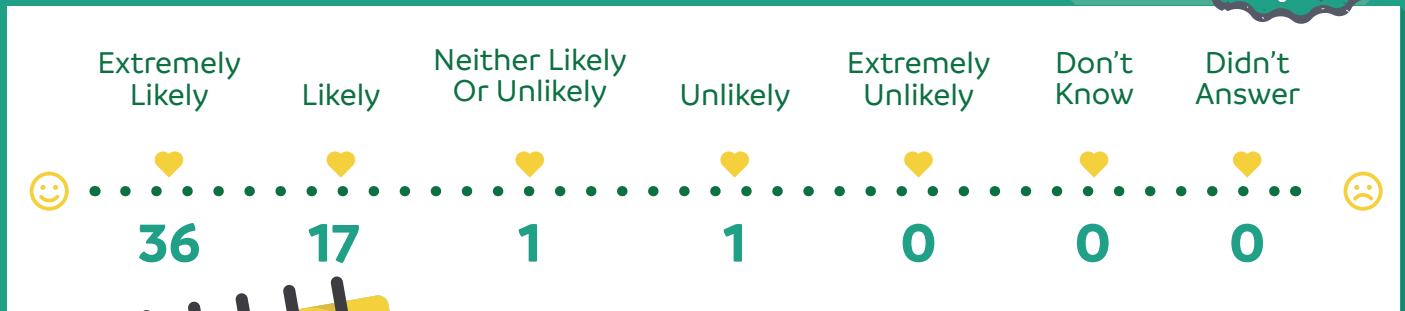 Extremely
Likely
Likely
Neither Likely
Or Unlikely
Unlikely
Extremely
Unlikely
Don't
Know
Didn't
Answer
36 17 1 1 0 0 0